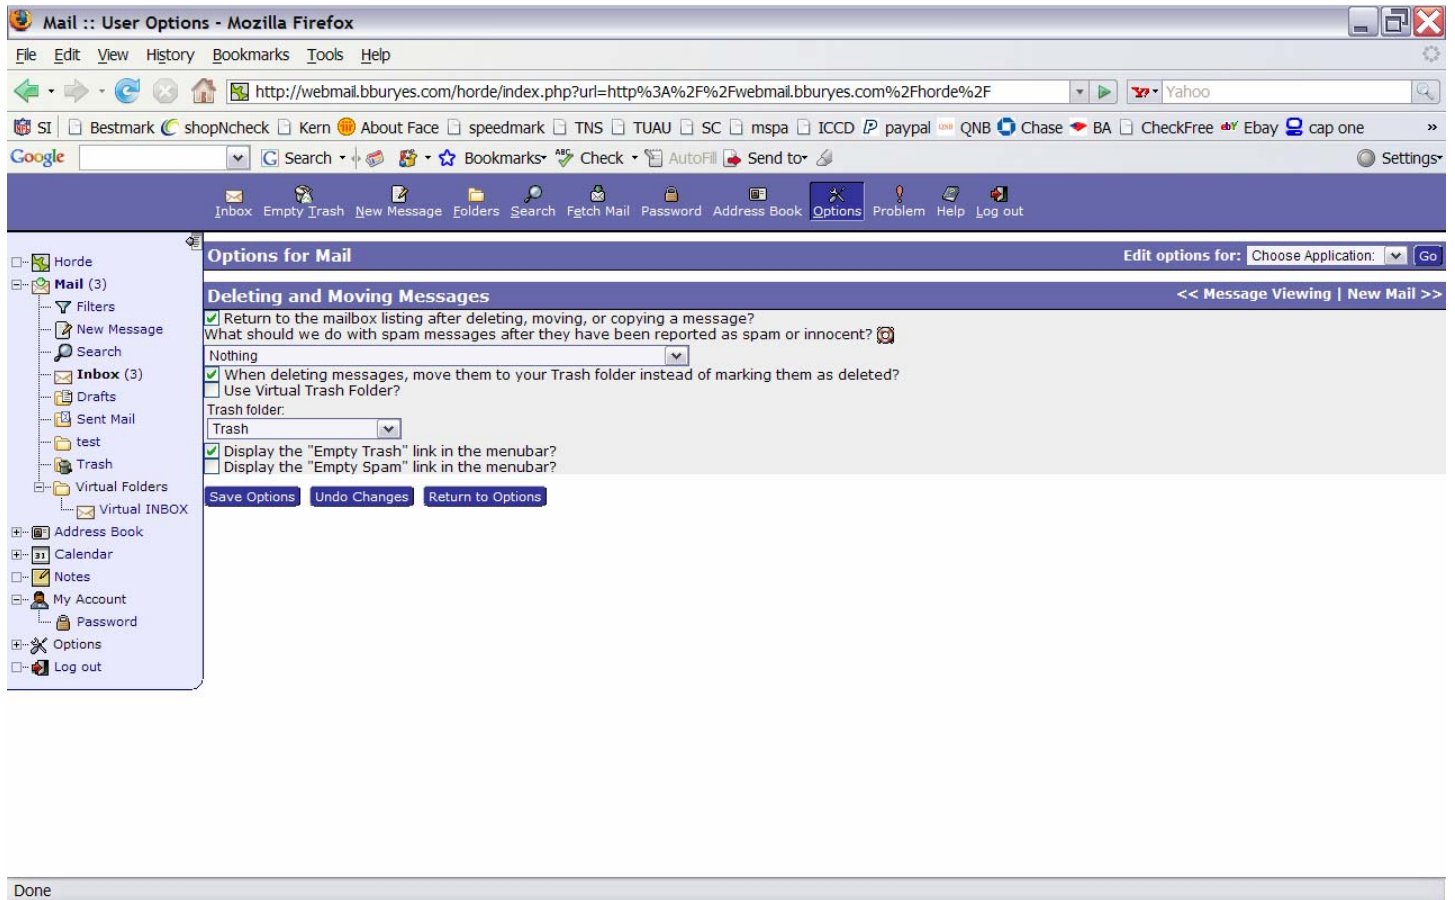 Mail :: User Options - Mozilla Firefox
File Edit View History Bookmarks Tools Help
http://webmail.bburyes.com/horde/index.php?url=http%3A%2F%2Fwebmail.bburyes.com%2Fhorde%2F Yahoo
SI Bestmark shopNcheck Kern About Face speedmark TNS TUAU SC mspa ICCD paypal QNB Chase BA CheckFree Ebay cap one »
Google Search Bookmarks Check AutoFill Send to Settings
Inbox Empty Trash New Message Folders Search Fetch Mail Password Address Book Options Problem Help Log out
Options for Mail Edit options for: Choose Application: Go
Deleting and Moving Messages << Message Viewing | New Mail >>
Return to the mailbox listing after deleting, moving, or copying a message?
What should we do with spam messages after they have been reported as spam or innocent?
Nothing
When deleting messages, move them to your Trash folder instead of marking them as deleted?
Use Virtual Trash Folder?
Trash folder:
Trash
Display the "Empty Trash" link in the menubar?
Display the "Empty Spam" link in the menubar?
Save Options Undo Changes Return to Options
Horde
Mail (3)
Filters
New Message
Search
Inbox (3)
Drafts
Sent Mail
test
Trash
Virtual Folders
Virtual INBOX
Address Book
31 Calendar
Notes
My Account
Password
Options
Log out
Done